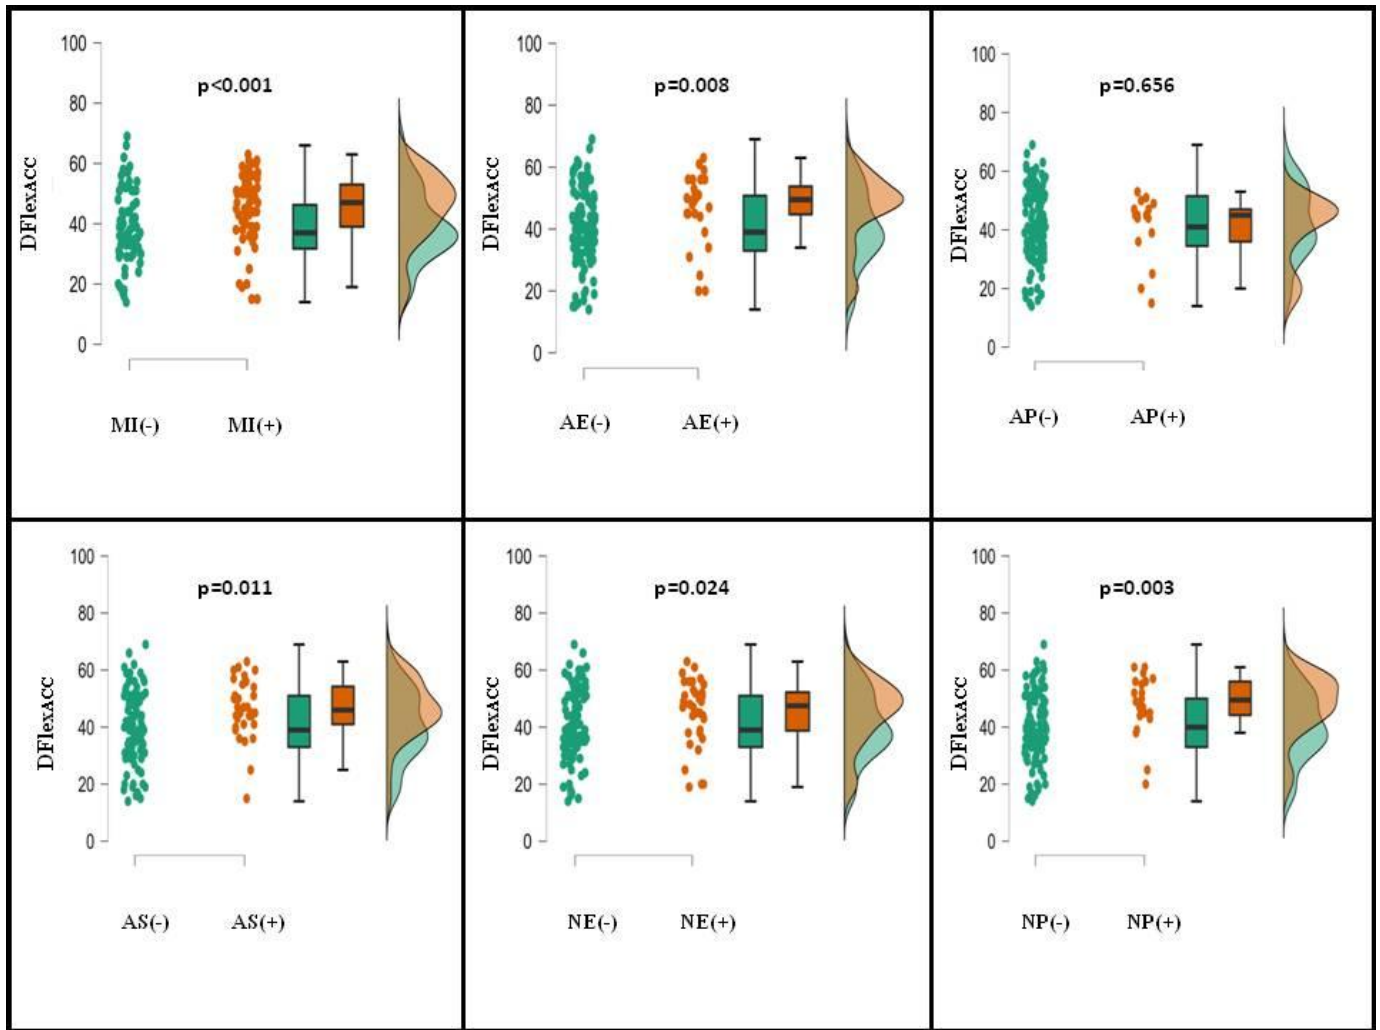 100
p<0.001
80
60
DFlexACC
40
20
0
MI(-) MI(+)
100
p=0.008
80
60
DFlexACC
40
20
0
AE(-) AE(+)
100
p=0.656
80
60
DFlexACC
40
20
0
AP(-) AP(+)
100
p=0.011
80
60
DFlexACC
40
20
0
AS(-) AS(+)
100
p=0.024
80
60
DFlexACC
40
20
0
NE(-) NE(+)
100
p=0.003
80
60
DFlexACC
40
20
0
NP(-) NP(+)